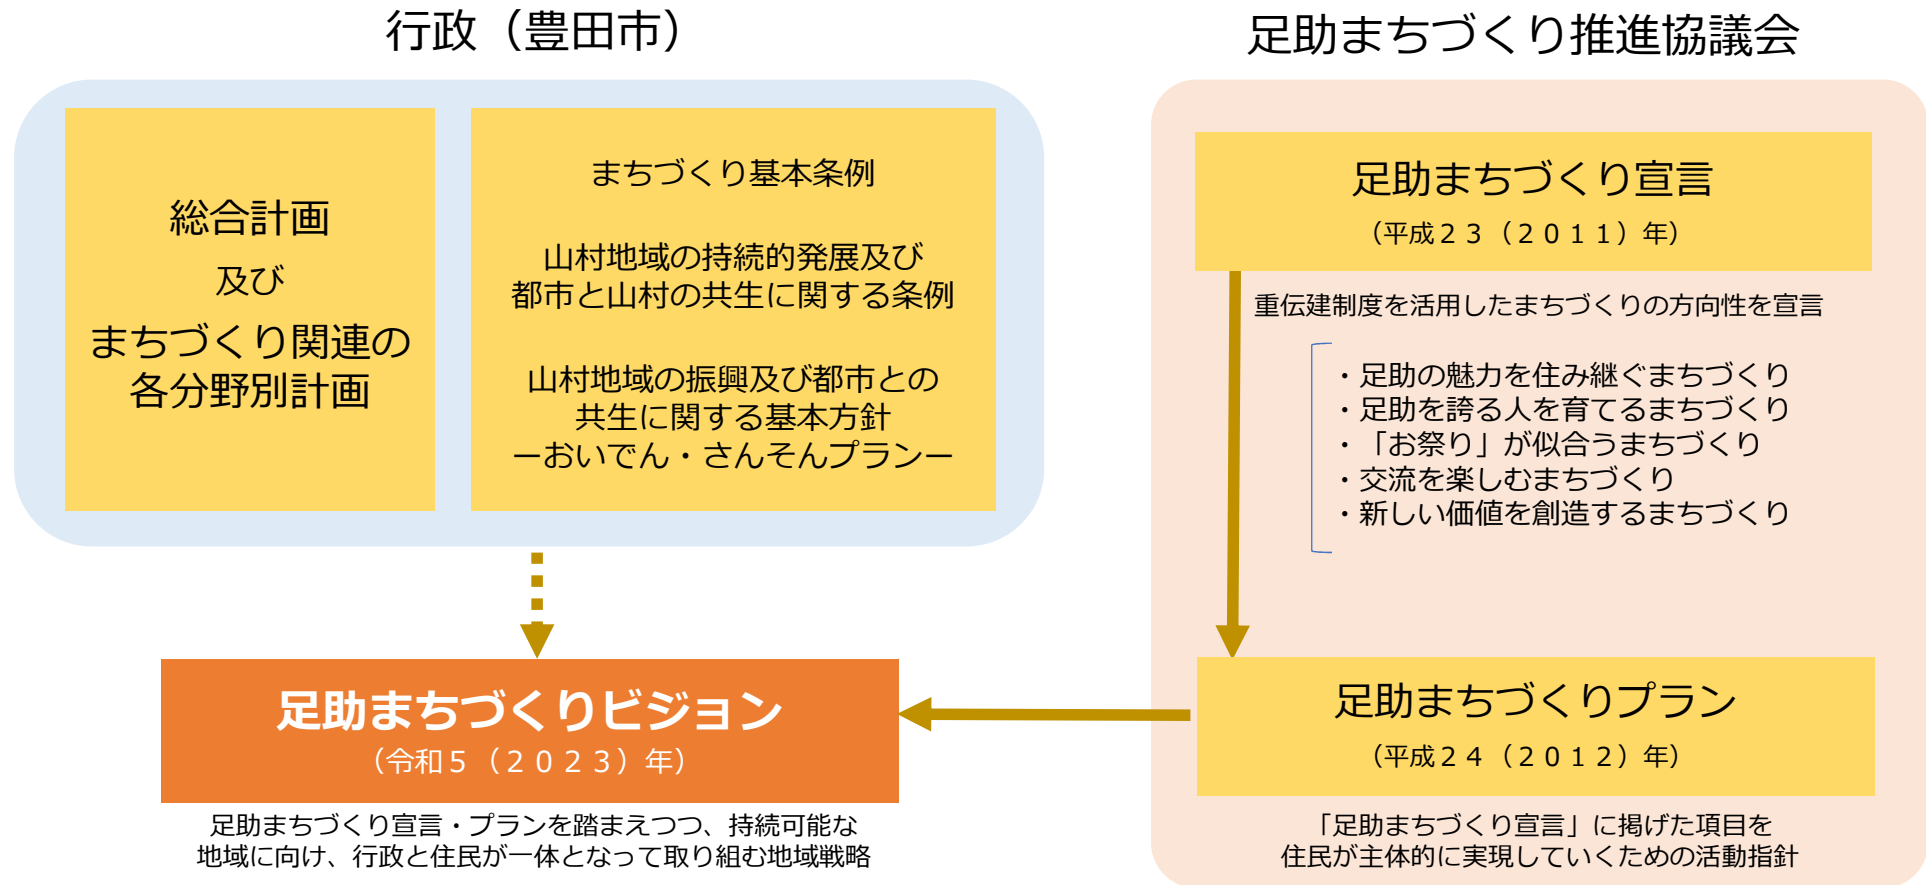 行政（豊田市）
総合計画
及び
まちづくり関連の
各分野別計画
まちづくり基本条例
山村地域の持続的発展及び
都市と山村の共生に関する条例
山村地域の振興及び都市との
共生に関する基本方針
ーおいでん・さんそんプランー
足助まちづくりビジョン
（令和５（２０２３）年）
足助まちづくり宣言・プランを踏まえつつ、持続可能な
地域に向け、行政と住民が一体となって取り組む地域戦略
足助まちづくり推進協議会
足助まちづくり宣言
（平成２３（２０１１）年）
重伝建制度を活用したまちづくりの方向性を宣言
・足助の魅力を住み継ぐまちづくり
・足助を誇る人を育てるまちづくり
・「お祭り」が似合うまちづくり
・交流を楽しむまちづくり
・新しい価値を創造するまちづくり
足助まちづくりプラン
（平成２４（２０１２）年）
「足助まちづくり宣言」に掲げた項目を
住民が主体的に実現していくための活動指針